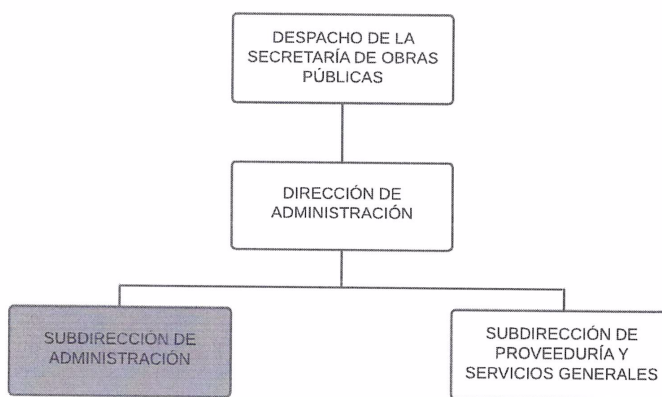 DESPACHO DE LA
SECRETARÍA DE OBRAS
PÚBLICAS
DIRECCIÓN DE
ADMINISTRACIÓN
SUBDIRECCIÓN DE
ADMINISTRACIÓN
SUBDIRECCIÓN DE
PROVEEDURÍA Y
SERVICIOS GENERALES